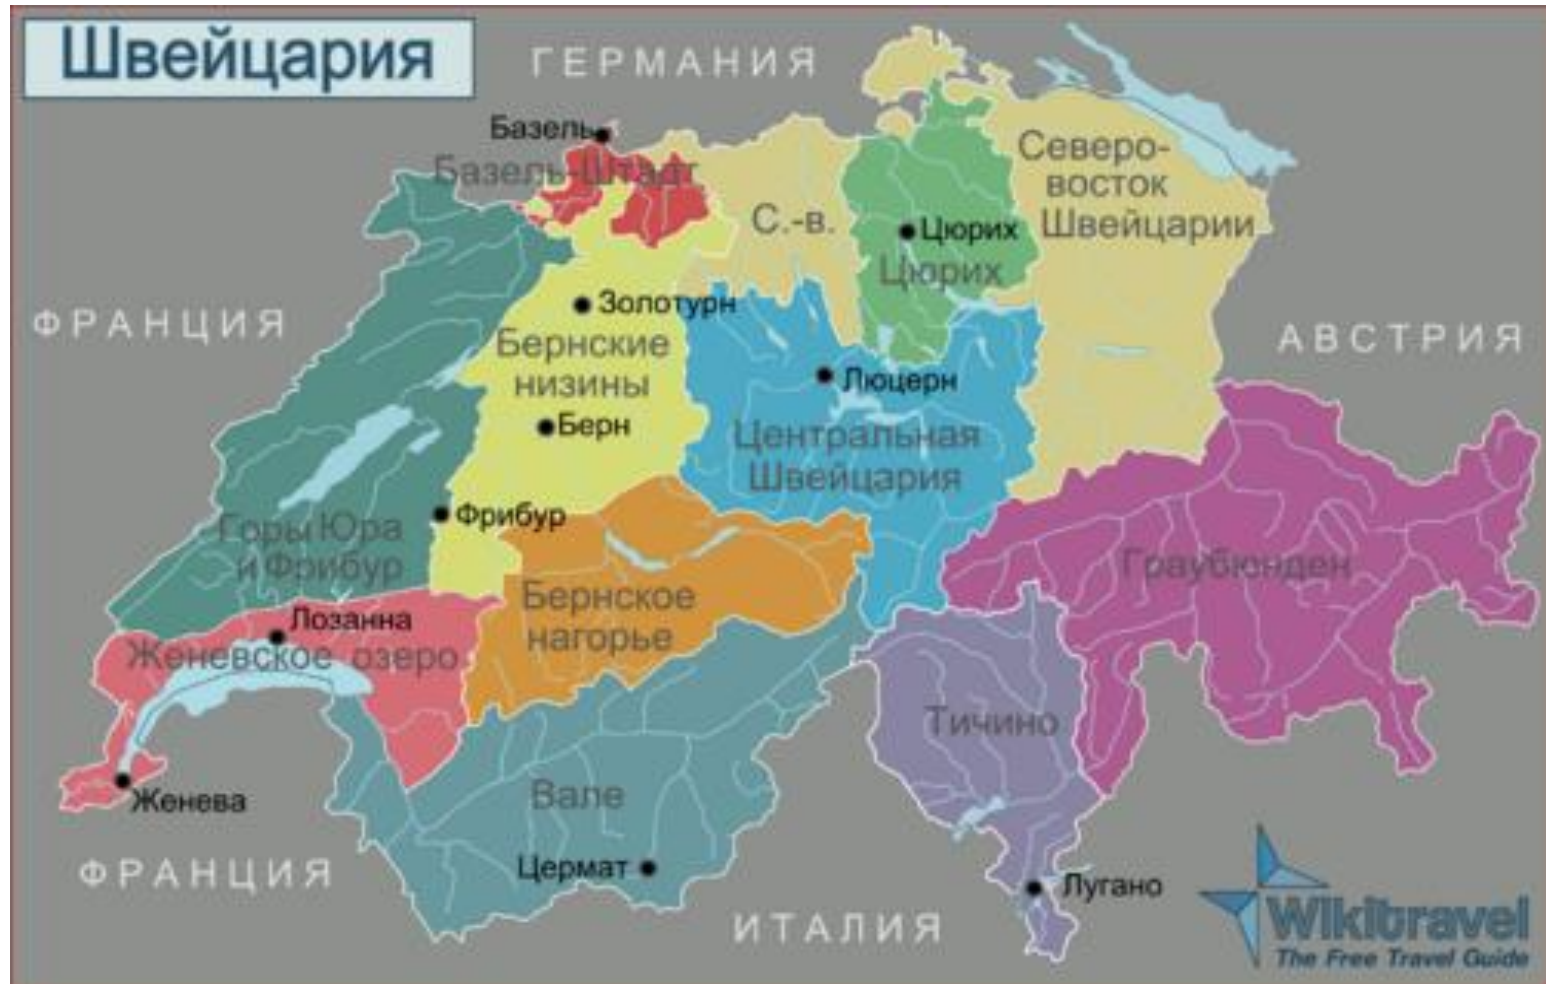 Швейцария
ГЕРМАНИЯ
Базель
Базель-Штадт
Северо-
восток
Швейцарии
С.-в.
Цюрих
Цюрих
Золотурн
ФРАНЦИЯ
Бернские
низины
АВСТРИЯ
Люцерн
Берн
Центральная
Швейцария
Фрибур
Горы Юра
и Фрибур
Граубюнден
Бернское
нагорье
Лозанна
Женевское озеро
Тичино
Вале
Женева
ФРАНЦИЯ
Цермат
Лугано
ИТАЛИЯ
Wikitravel
The Free Travel Guide